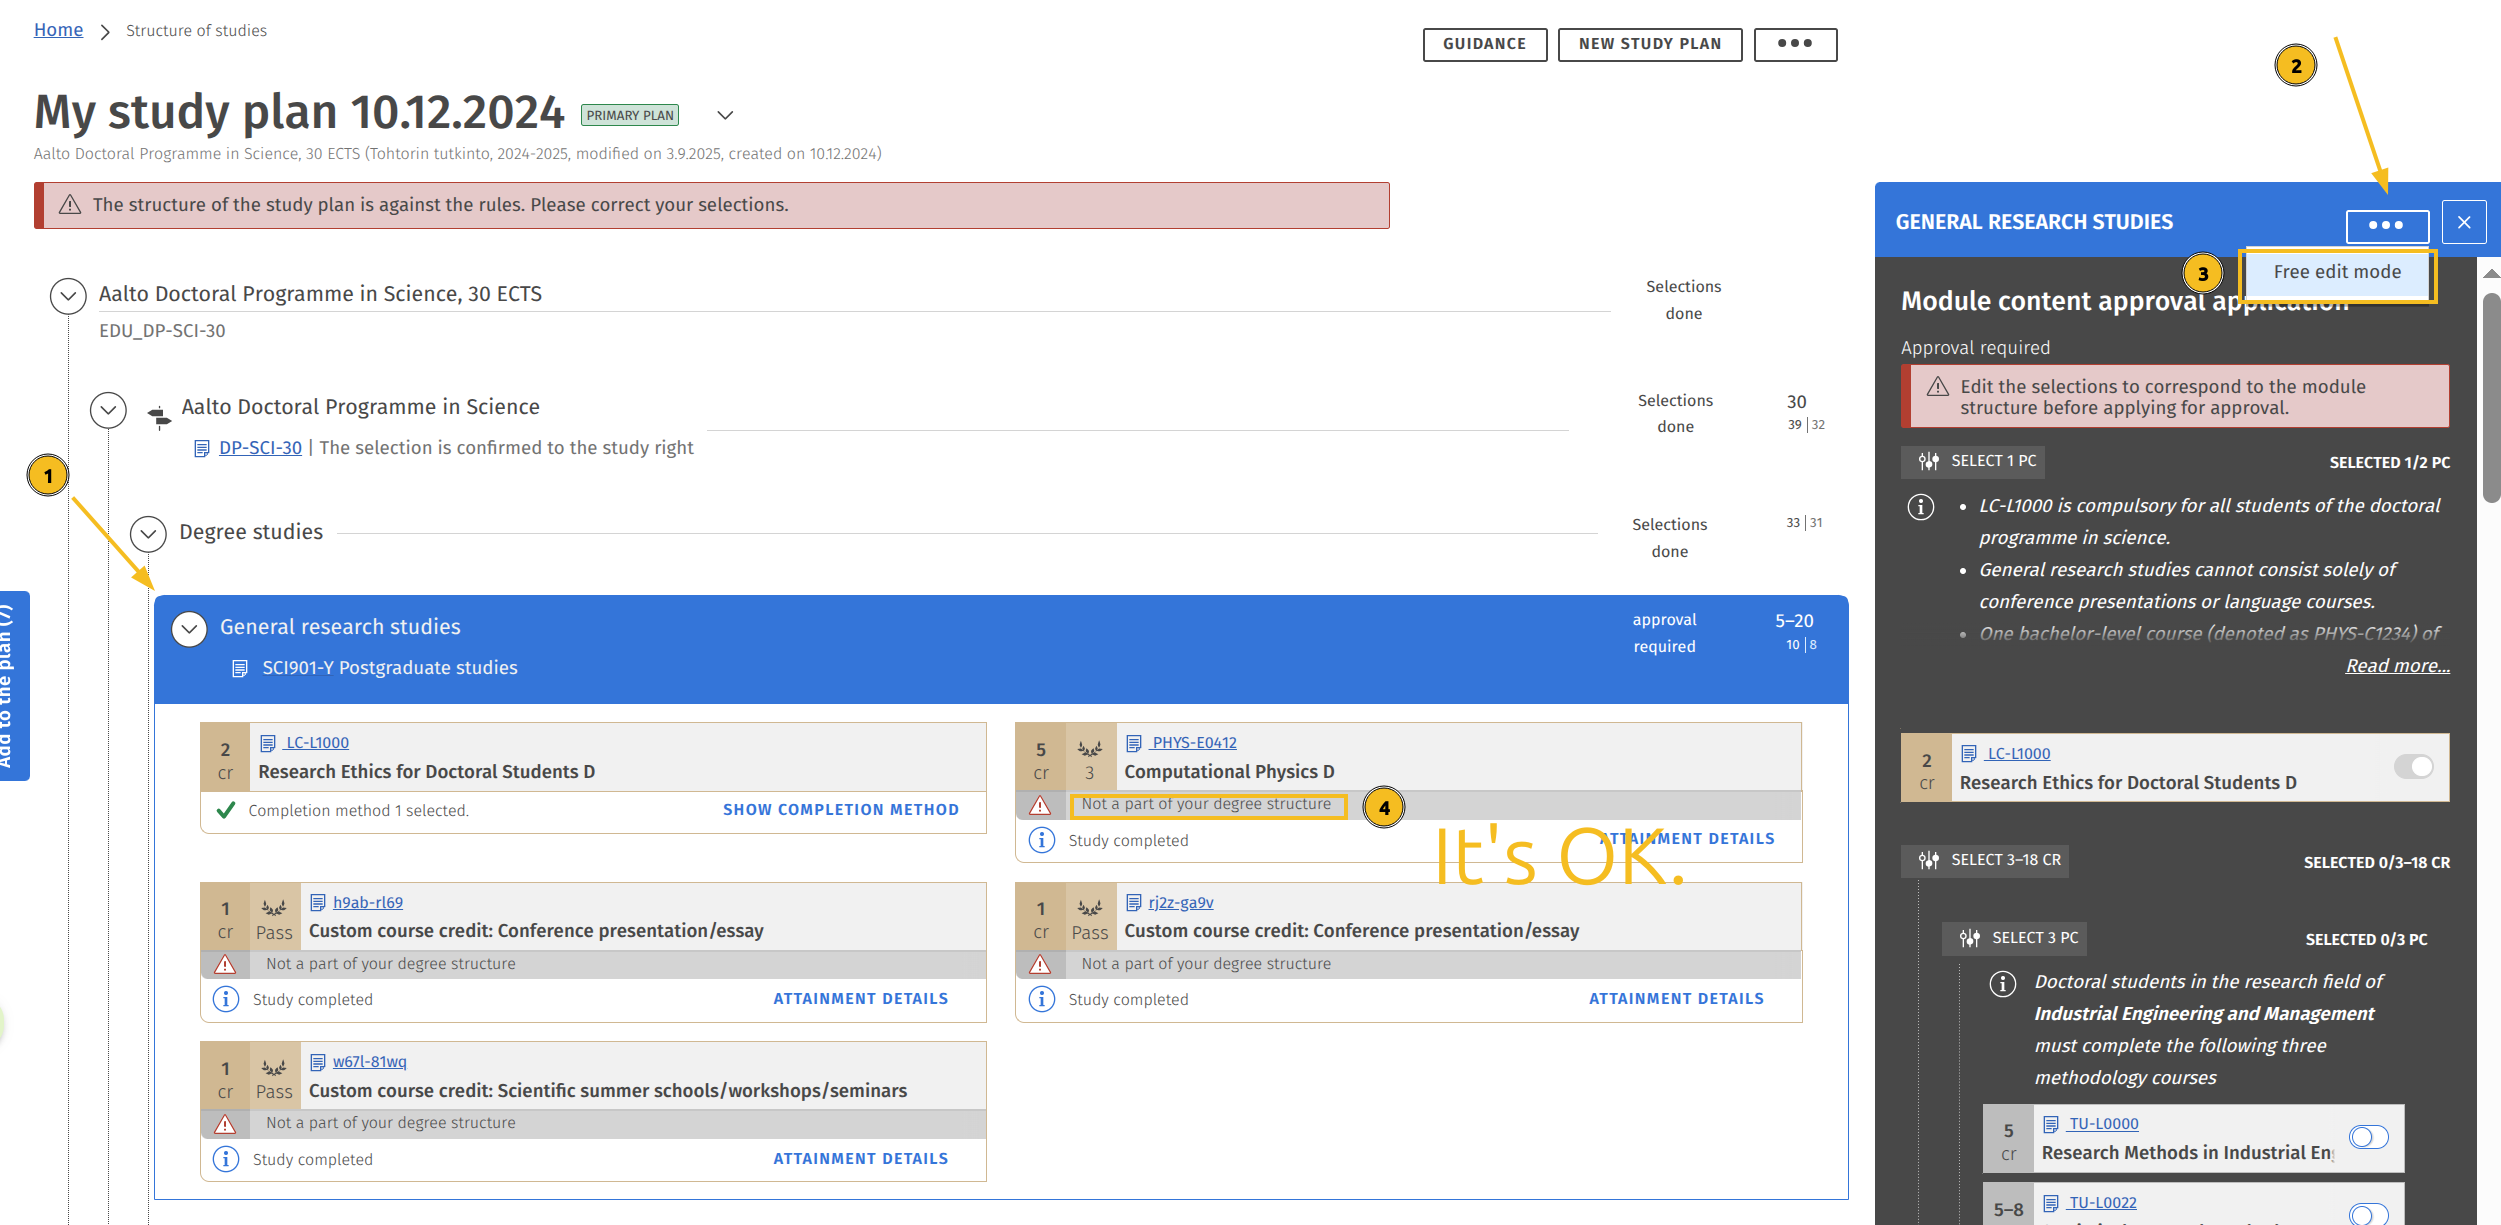 Home
Structure of studies
GUIDANCE
NEW STUDY PLAN
2
My study plan 10.12.2024
PRIMARY PLAN
Aalto Doctoral Programme in Science, 30 ECTS (Tohtorin tutkinto, 2024-2025, modified on 3.9.2025, created on 10.12.2024)
The structure of the study plan is against the rules. Please correct your selections.
Aalto Doctoral Programme in Science, 30 ECTS
EDU_DP-SCI-30
Selections
done
Aalto Doctoral Programme in Science
DP-SCI-30 | The selection is confirmed to the study right
Selections
done
30
39 | 32
1
Degree studies
Selections
done
33 | 31
Add to the plan (7)
General research studies
SCI901-Y Postgraduate studies
approval
required
5–20
10 | 8
2
cr
LC-L1000
Research Ethics for Doctoral Students D
Completion method 1 selected.
SHOW COMPLETION METHOD
5
cr
3
PHYS-E0412
Computational Physics D
Not a part of your degree structure
4
Study completed
ATTAINMENT DETAILS
It's OK.
1
cr
Pass
h9ab-rl69
Custom course credit: Conference presentation/essay
Not a part of your degree structure
Study completed
ATTAINMENT DETAILS
1
cr
Pass
rj2z-ga9v
Custom course credit: Conference presentation/essay
Not a part of your degree structure
Study completed
ATTAINMENT DETAILS
1
cr
Pass
w67l-81wq
Custom course credit: Scientific summer schools/workshops/seminars
Not a part of your degree structure
Study completed
ATTAINMENT DETAILS
GENERAL RESEARCH STUDIES
3
Free edit mode
Module content approval application
Approval required
Edit the selections to correspond to the module
structure before applying for approval.
SELECT 1 PC
SELECTED 1/2 PC
• LC-L1000 is compulsory for all students of the doctoral
programme in science.
• General research studies cannot consist solely of
conference presentations or language courses.
• One bachelor-level course (denoted as PHYS-C1234) of
Read more...
2
cr
LC-L1000
Research Ethics for Doctoral Students D
SELECT 3–18 CR
SELECTED 0/3–18 CR
SELECT 3 PC
SELECTED 0/3 PC
Doctoral students in the research field of
Industrial Engineering and Management
must complete the following three
methodology courses
5
cr
TU-L0000
Research Methods in Industrial En
5–8
TU-L0022